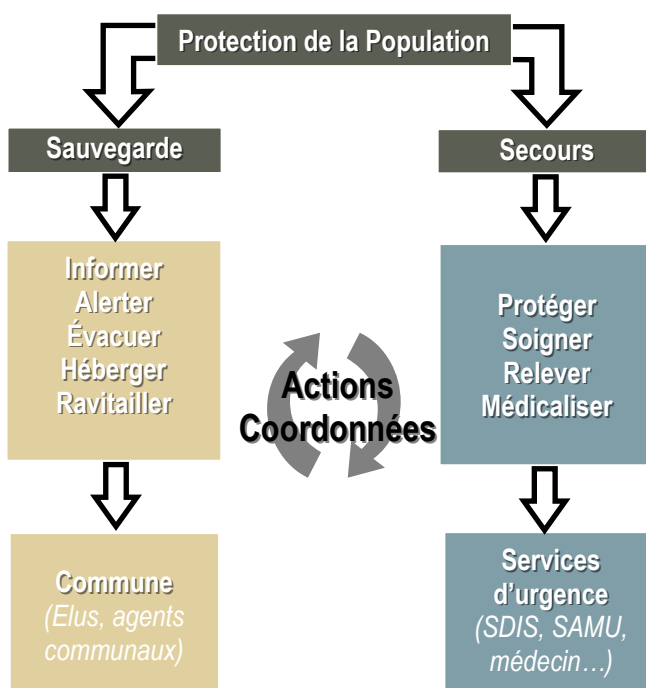 Protection de la Population
Sauvegarde
Secours
Informer
Alerter
Évacuer
Héberger
Ravitailler
Actions
Coordonnées
Protéger
Soigner
Relever
Médicaliser
Commune
(Elus, agents
communaux)
Services
d'urgence
(SDIS, SAMU,
médecin…)